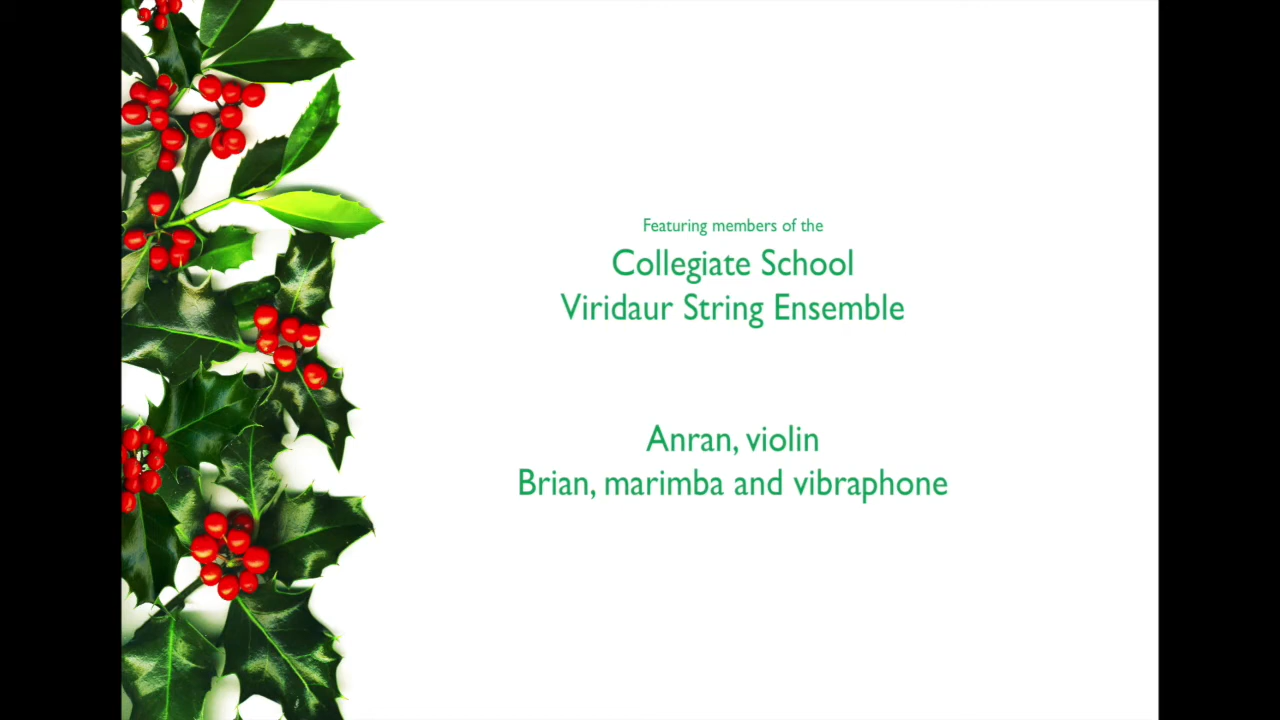 Featuring members of the
Collegiate School
Viridaur String Ensemble
Anran, violin
Brian, marimba and vibraphone